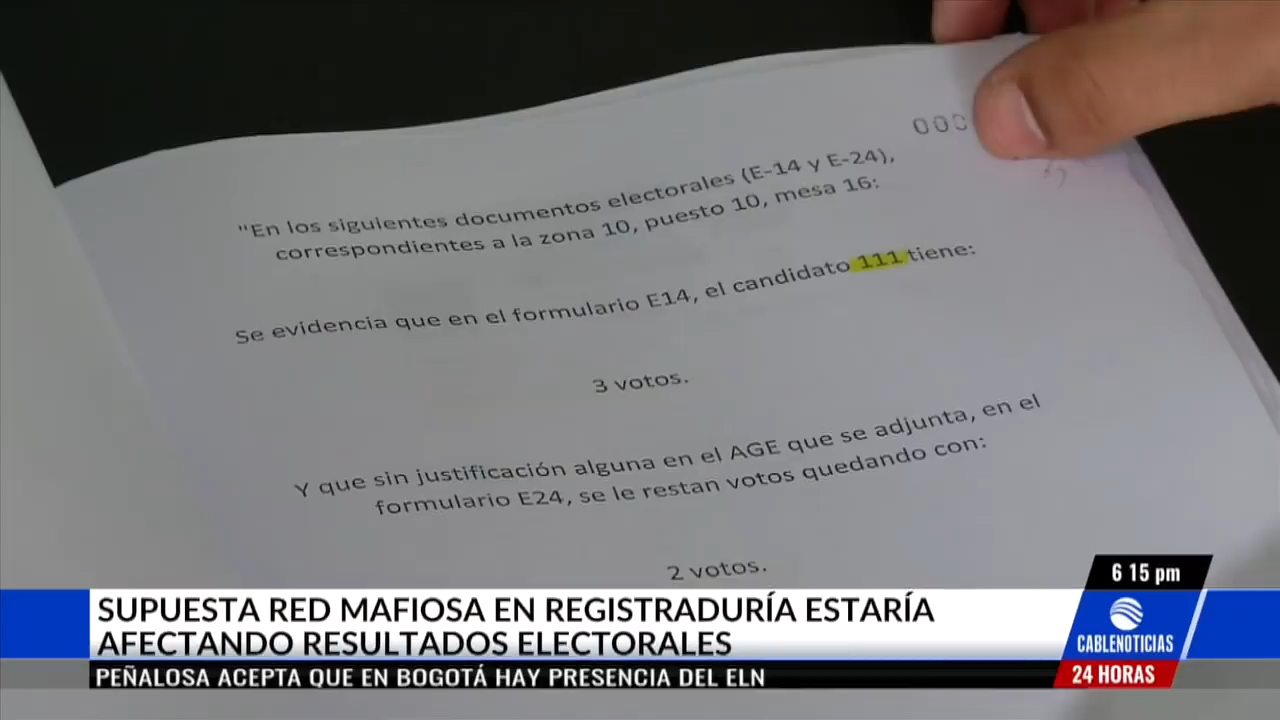 000
"En los siguientes documentos electorales (E-14 y E-24),
correspondientes a la zona 10, puesto 10, mesa 16:
Se evidencia que en el formulario E14, el candidato 111 tiene:
3 votos.
Y que sin justificación alguna en el AGE que se adjunta, en el
formulario E24, se le restan votos quedando con:
2 votos.
6 15 pm
SUPUESTA RED MAFIOSA EN REGISTRADURÍA ESTARÍA
AFECTANDO RESULTADOS ELECTORALES
CABLENOTICIAS
PEÑALOSA ACEPTA QUE EN BOGOTÁ HAY PRESENCIA DEL ELN
24 HORAS